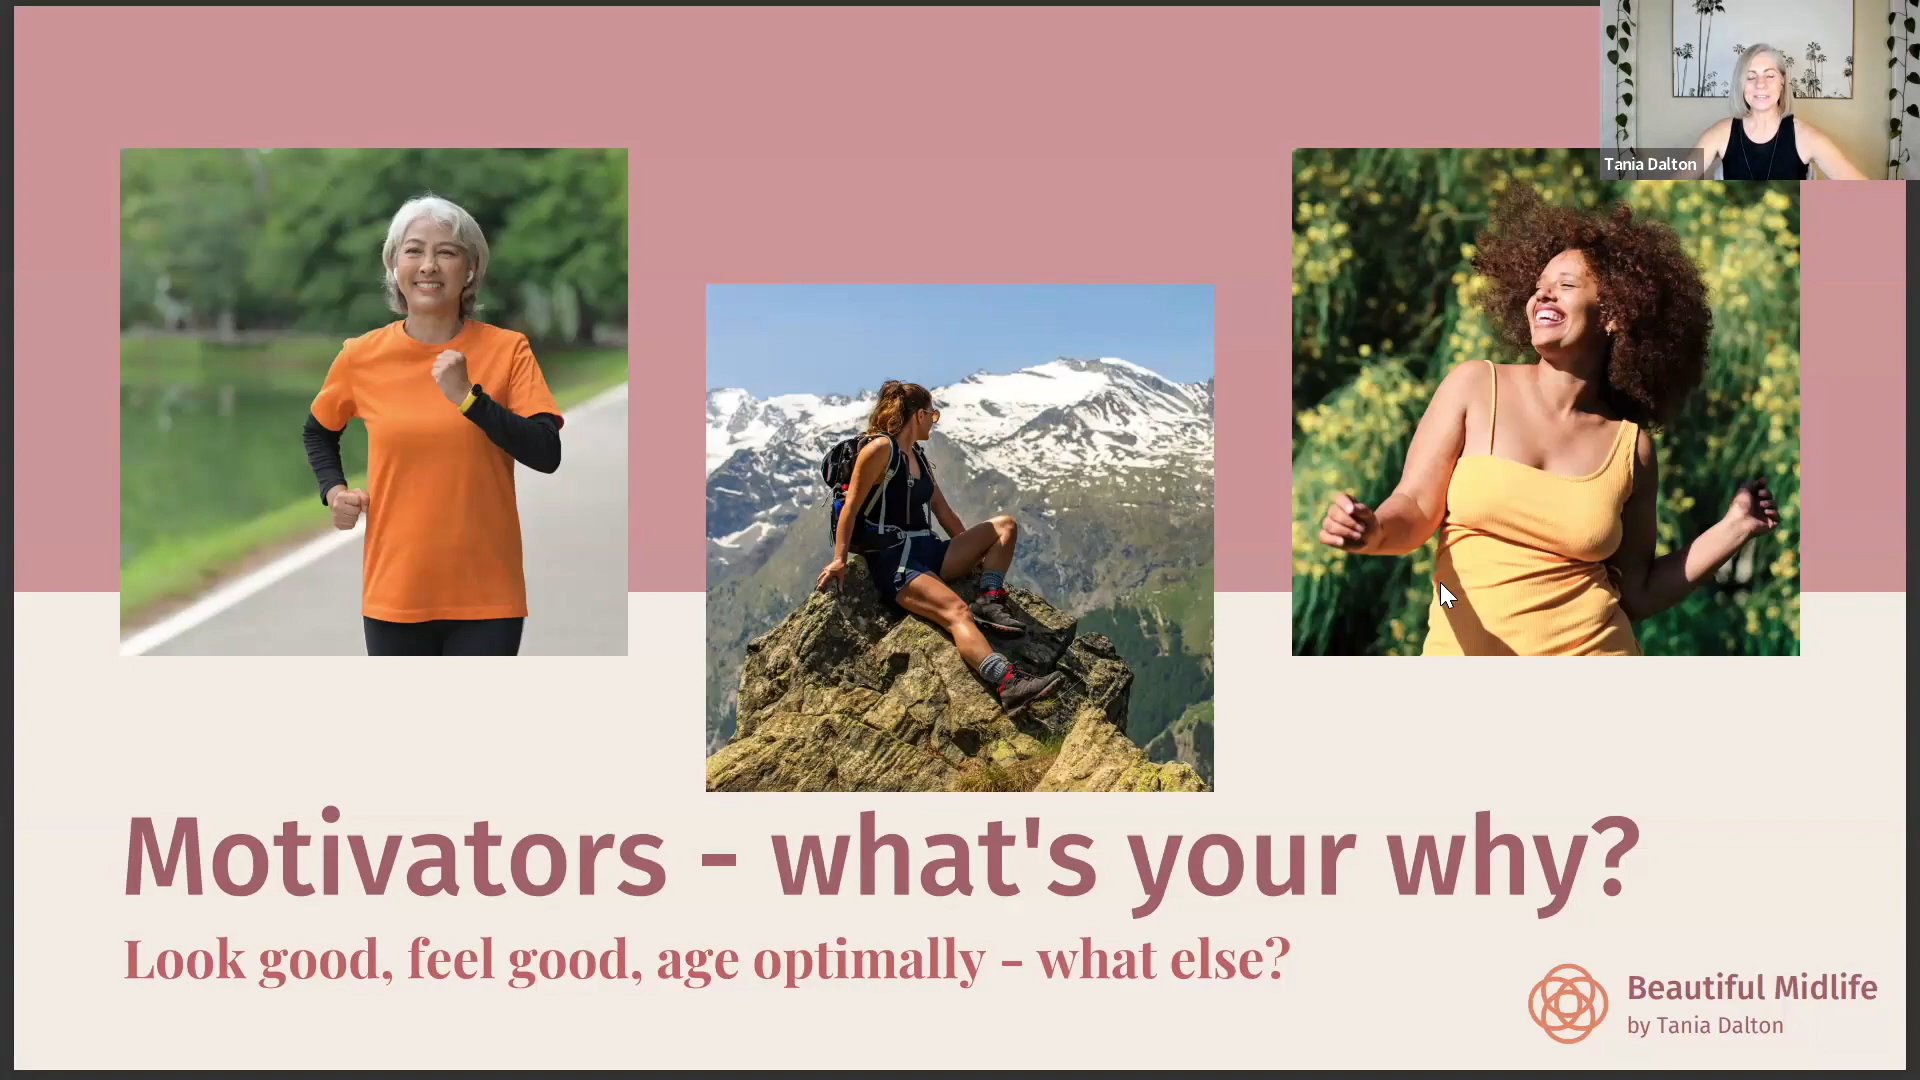 Tania Dalton
Motivators - what's your why?
Look good, feel good, age optimally - what else?
Beautiful Midlife
by Tania Dalton